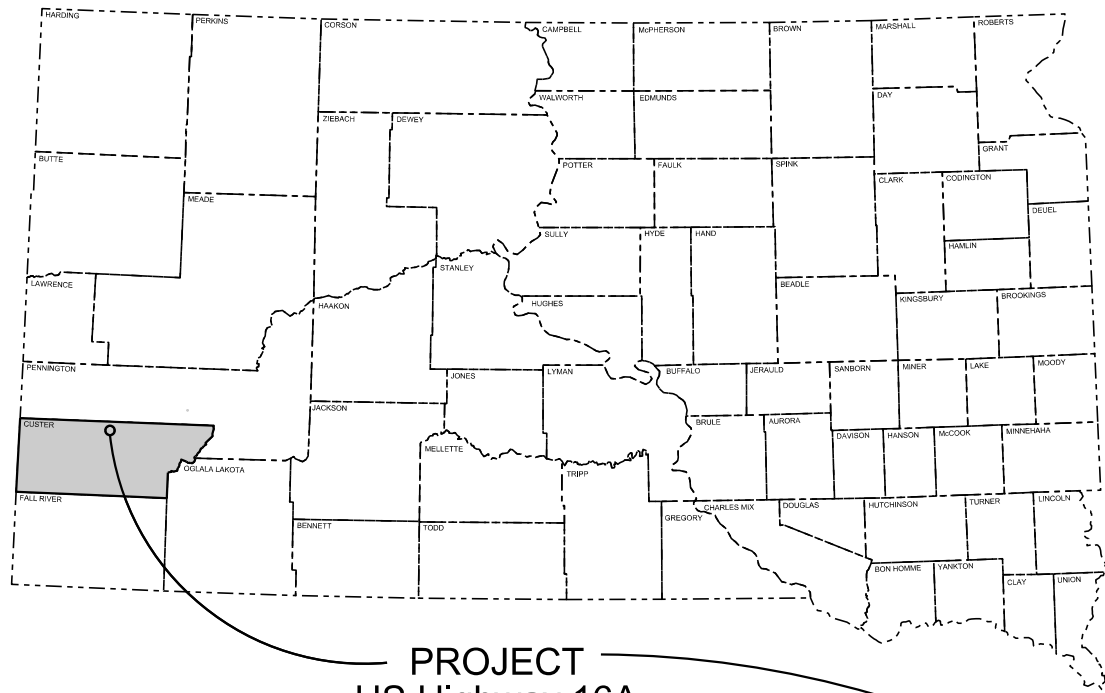 HARDING
PERKINS
CORSON
CAMPBELL
McPHERSON
BROWN
MARSHALL
ROBERTS
WALWORTH
EDMUNDS
DAY
ZIEBACH
DEWEY
GRANT
BUTTE
POTTER
FAULK
SPINK
CLARK
CODINGTON
MEADE
DEUEL
SULLY
HYDE
HAND
HAMLIN
STANLEY
LAWRENCE
BEADLE
HAAKON
HUGHES
KINGSBURY
BROOKINGS
PENNINGTON
JONES
LYMAN
BUFFALO
JERAULD
SANBORN
MINER
LAKE
MOODY
JACKSON
CUSTER
MELLETTE
BRULE
AURORA
DAVISON
HANSON
McCOOK
MINNEHAHA
OGLALA LAKOTA
TRIPP
FALL RIVER
BENNETT
TODD
GREGORY
CHARLES MIX
DOUGLAS
HUTCHINSON
TURNER
LINCOLN
BON HOMME
YANKTON
CLAY
UNION
PROJECT
US Highway 16A